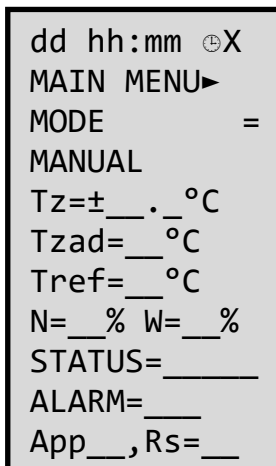 dd hh:mm ◷X
MAIN MENU►
MODE =
MANUAL
Tz=±__._°C
Tzad=__°C
Tref=__°C
N=__% W=__%
STATUS=_____
ALARM=___
App__,Rs=__